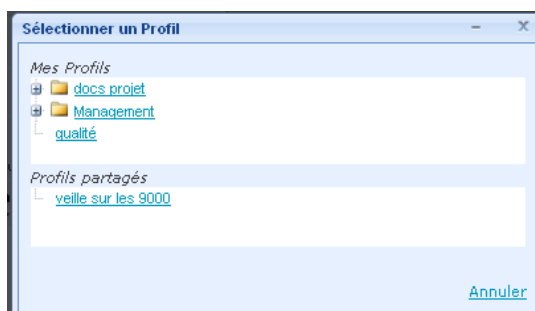 Sélectionner un Profil
Mes Profils
docs projet
Management
qualité
Profils partagés
veille sur les 9000
Annuler